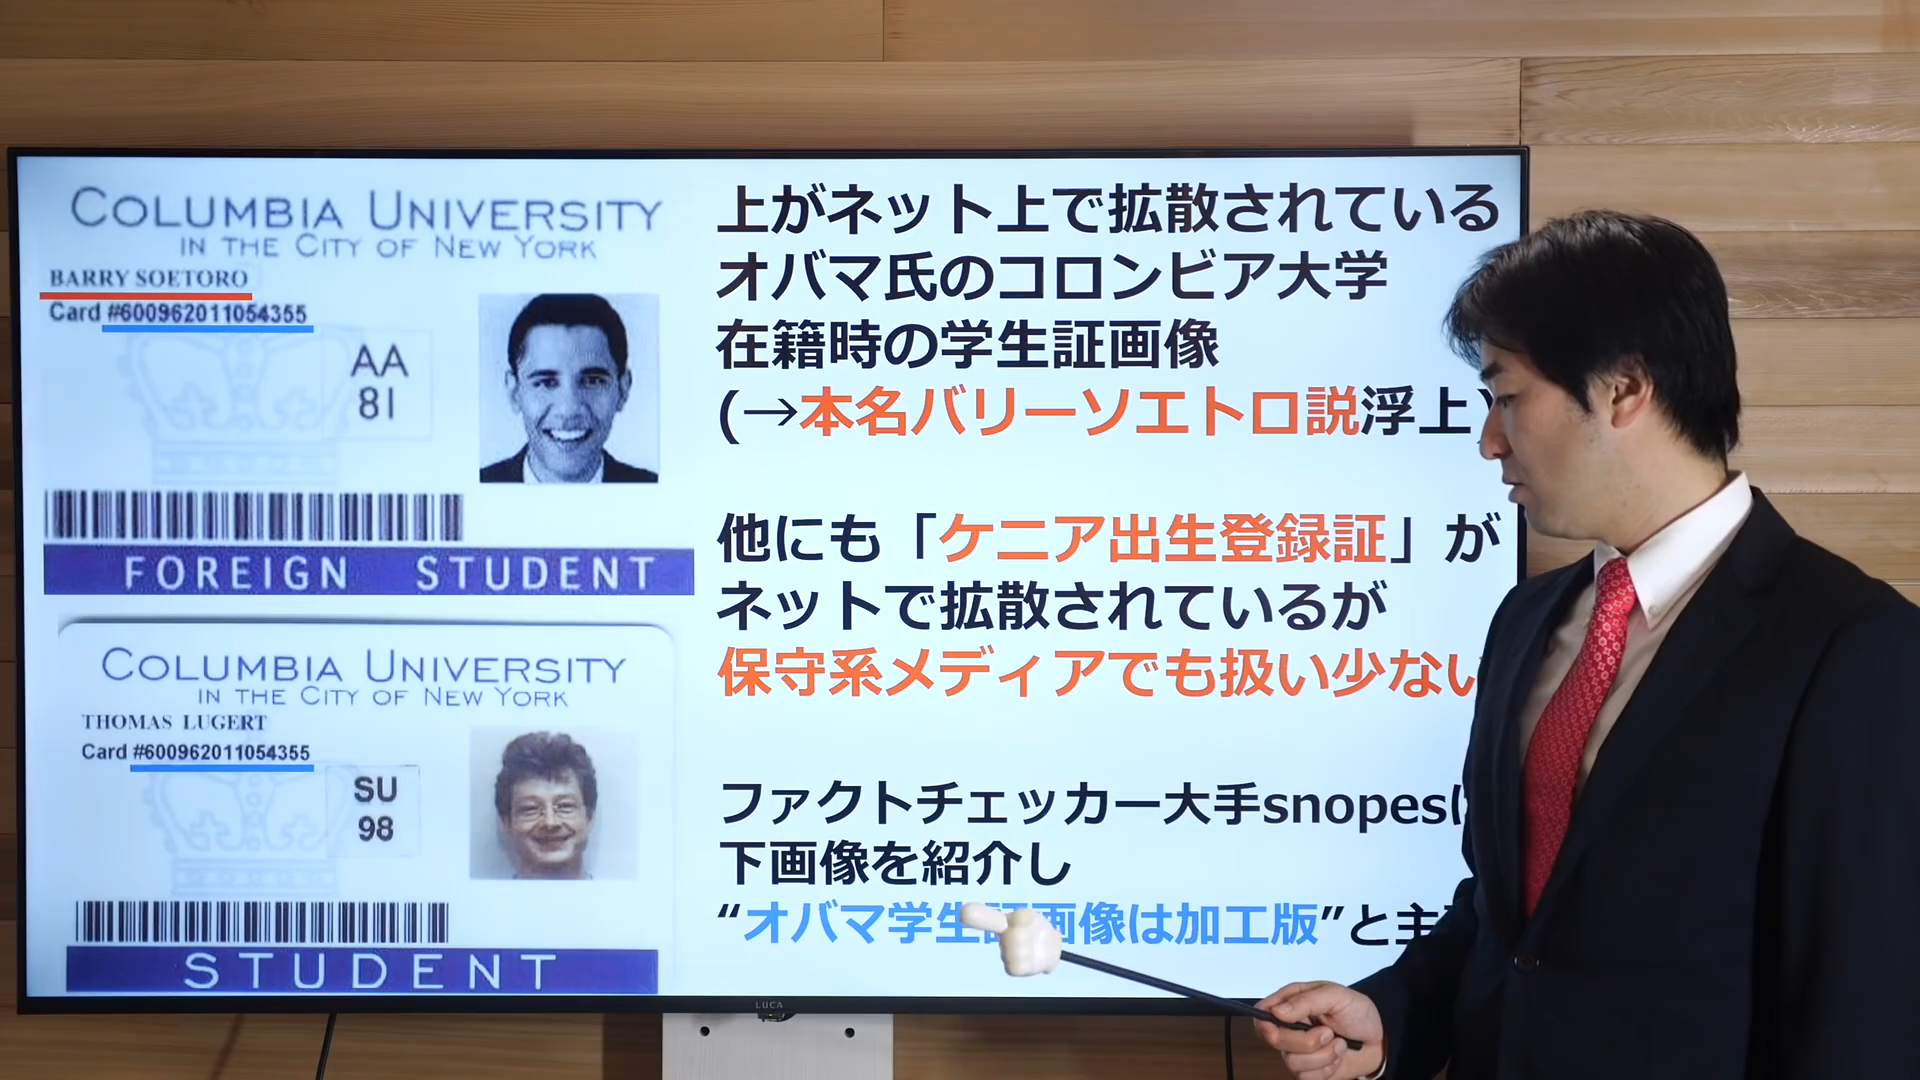 COLUMBIA UNIVERSITY
IN THE CITY OF NEW YORK
BARRY SOETORO
Card #600962011054355
AA
81
FOREIGN STUDENT
COLUMBIA UNIVERSITY
IN THE CITY OF NEW YORK
THOMAS LUGERT
Card #600962011054355
SU
98
STUDENT
上がネット上で拡散されている
オバマ氏のコロンビア大学
在籍時の学生証画像
(→本名バリーソエトロ説浮上)
他にも「ケニア出生登録証」が
ネットで拡散されているが
保守系メディアでも扱い少ない
ファクトチェッカー大手snopesは
下画像を紹介し
“オバマ学生証画像は加工版”と主
LUCA